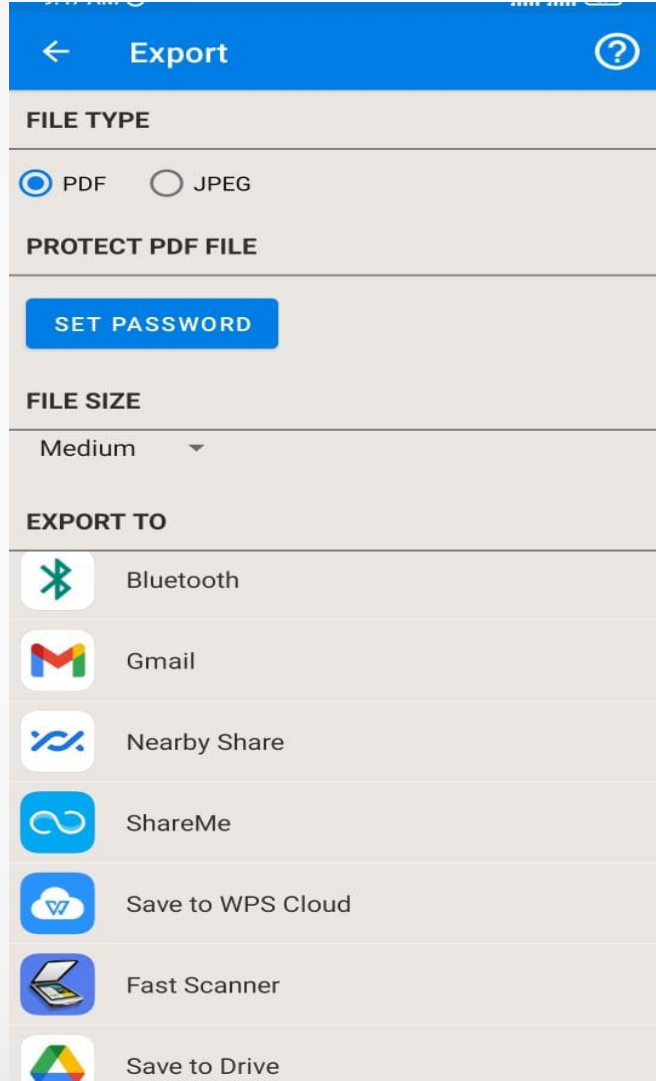 Export
FILE TYPE
PDF JPEG
PROTECT PDF FILE
SET PASSWORD
FILE SIZE
Medium
EXPORT TO
Bluetooth
Gmail
Nearby Share
ShareMe
Save to WPS Cloud
Fast Scanner
Save to Drive